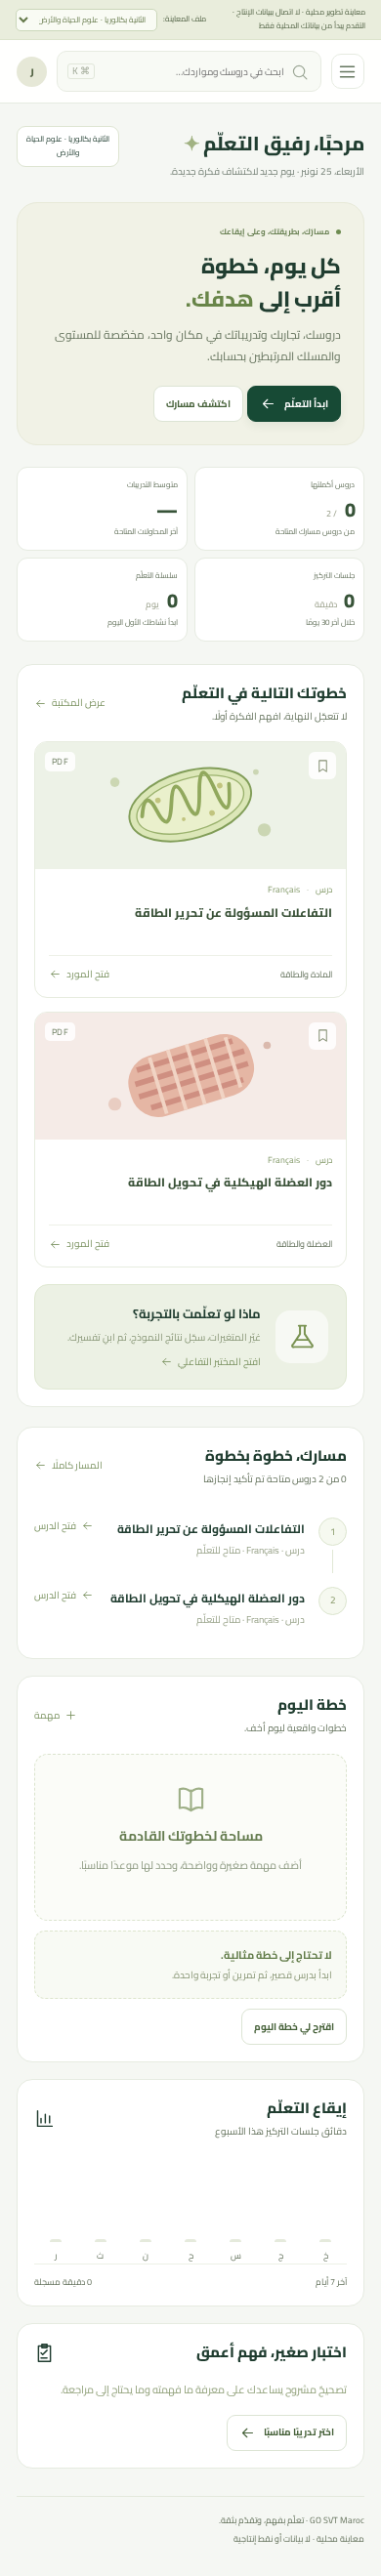 معاينة تطوير محلية · لا اتصال ببيانات الإنتاج ·
التقدم يبدأ من بياناتك المحلية فقط
ملف المعاينة:
الثانية بكالوريا · علوم الحياة والأرض
ابحث في دروسك ومواردك...
⌘ K
ر
مرحبًا، رفيق التعلّم
الأربعاء، 25 نونبر · يوم جديد لاكتشاف فكرة جديدة.
الثانية بكالوريا · علوم الحياة
والأرض
مسارك، بطريقتك، وعلى إيقاعك
كل يوم، خطوة
أقرب إلى هدفك.
دروسك، تجاربك وتدريباتك في مكان واحد، مخصّصة للمستوى
والمسلك المرتبطين بحسابك.
ابدأ التعلّم
اكتشف مسارك
دروس أكملتها
0 / 2
من دروس مسارك المتاحة
متوسط التدريبات
—
آخر المحاولات المتاحة
جلسات التركيز
0 دقيقة
خلال آخر 30 يومًا
سلسلة التعلّم
0 يوم
ابدأ نشاطك الأول اليوم
خطوتك التالية في التعلّم
لا تتعجّل النهاية، افهم الفكرة أولًا.
عرض المكتبة
PDF
درس · Français
التفاعلات المسؤولة عن تحرير الطاقة
المادة والطاقة
فتح المورد
PDF
درس · Français
دور العضلة الهيكلية في تحويل الطاقة
العضلة والطاقة
فتح المورد
ماذا لو تعلّمت بالتجربة؟
غيّر المتغيرات، سجّل نتائج النموذج، ثم ابنِ تفسيرك.
افتح المختبر التفاعلي
مسارك، خطوة بخطوة
0 من 2 دروس متاحة تم تأكيد إنجازها
المسار كاملًا
1
التفاعلات المسؤولة عن تحرير الطاقة
درس · Français · متاح للتعلّم
فتح الدرس
2
دور العضلة الهيكلية في تحويل الطاقة
درس · Français · متاح للتعلّم
فتح الدرس
خطة اليوم
خطوات واقعية ليوم أخف.
+ مهمة
مساحة لخطوتك القادمة
أضف مهمة صغيرة وواضحة، وحدد لها موعدًا مناسبًا.
لا تحتاج إلى خطة مثالية.
ابدأ بدرس قصير، ثم تمرين أو تجربة واحدة.
اقترح لي خطة اليوم
إيقاع التعلّم
دقائق جلسات التركيز هذا الأسبوع
خ ج س ح ن ث ر
آخر 7 أيام
0 دقيقة مسجلة
اختبار صغير، فهم أعمق
تصحيحٌ مشروح يساعدك على معرفة ما فهمته وما يحتاج إلى مراجعة.
اختر تدريبًا مناسبًا
GO SVT Maroc · تعلّم بفهم، وتقدّم بثقة.
معاينة محلية · لا بيانات أو نقط إنتاجية